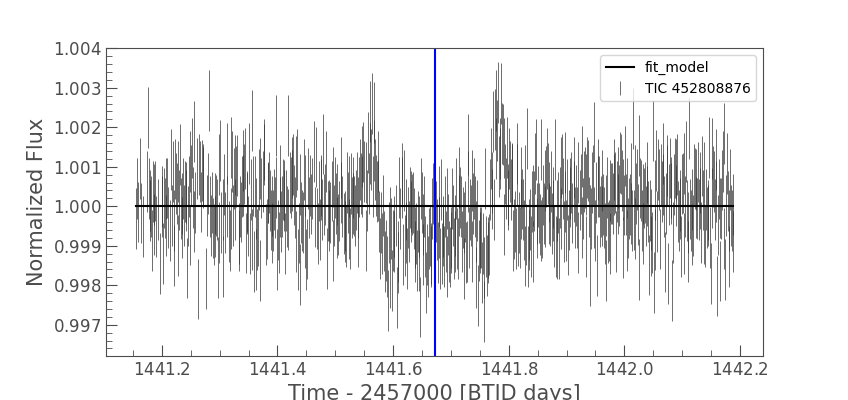 1.004
1.003
1.002
1.001
1.000
0.999
0.998
0.997
Normalized Flux
fit_model
TIC 452808876
1441.2 1441.4 1441.6 1441.8 1442.0 1442.2
Time - 2457000 [BTJD days]